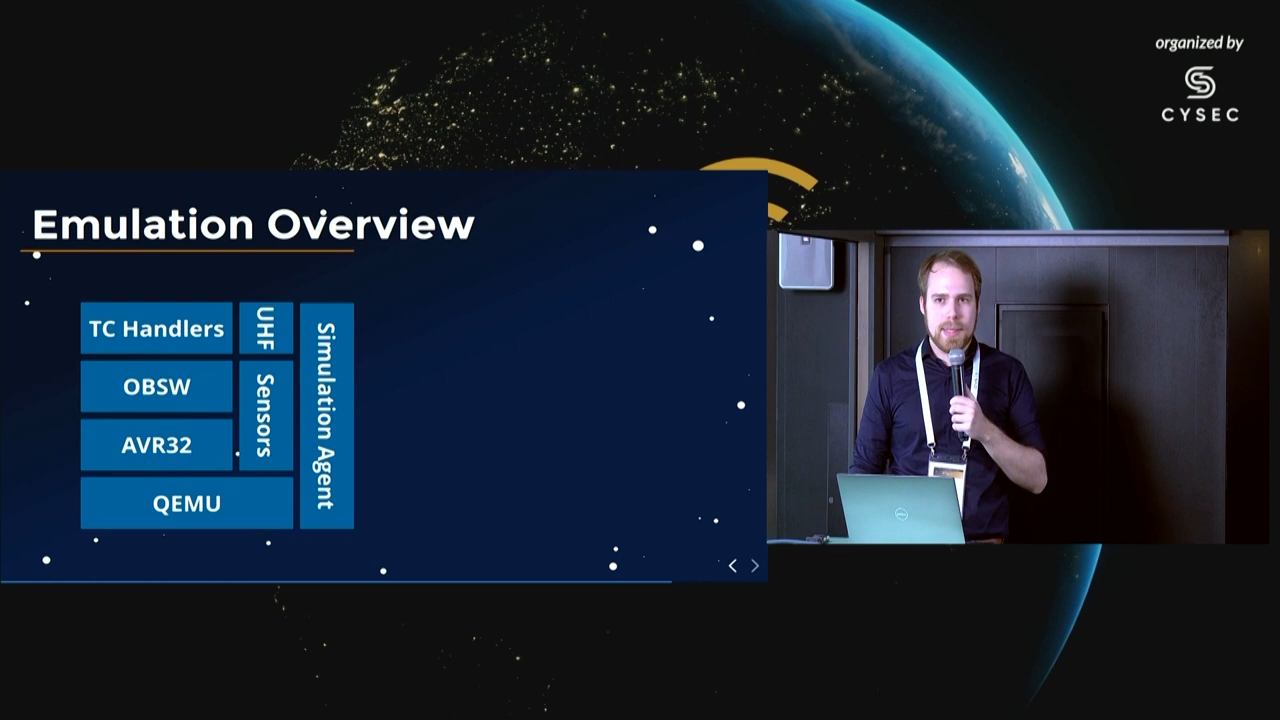 organized by
CYSEC
Emulation Overview
TC Handlers
UHF
Simulation Agent
OBSW
Sensors
AVR32
QEMU